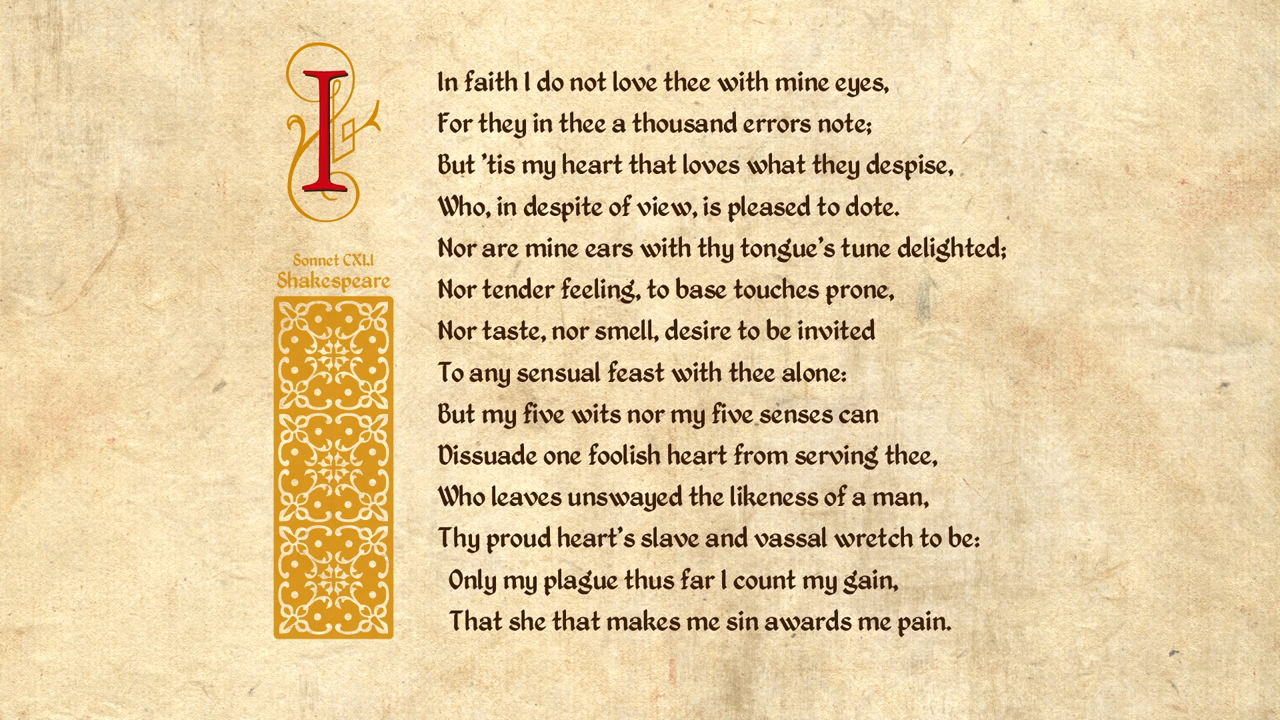 I
Sonnet CXLI
Shakespeare
In faith I do not love thee with mine eyes,
For they in thee a thousand errors note;
But ’tis my heart that loves what they despise,
Who, in despite of view, is pleased to dote.
Nor are mine ears with thy tongue’s tune delighted;
Nor tender feeling, to base touches prone,
Nor taste, nor smell, desire to be invited
To any sensual feast with thee alone:
But my five wits nor my five senses can
Dissuade one foolish heart from serving thee,
Who leaves unswayed the likeness of a man,
Thy proud heart’s slave and vassal wretch to be:
Only my plague thus far I count my gain,
That she that makes me sin awards me pain.